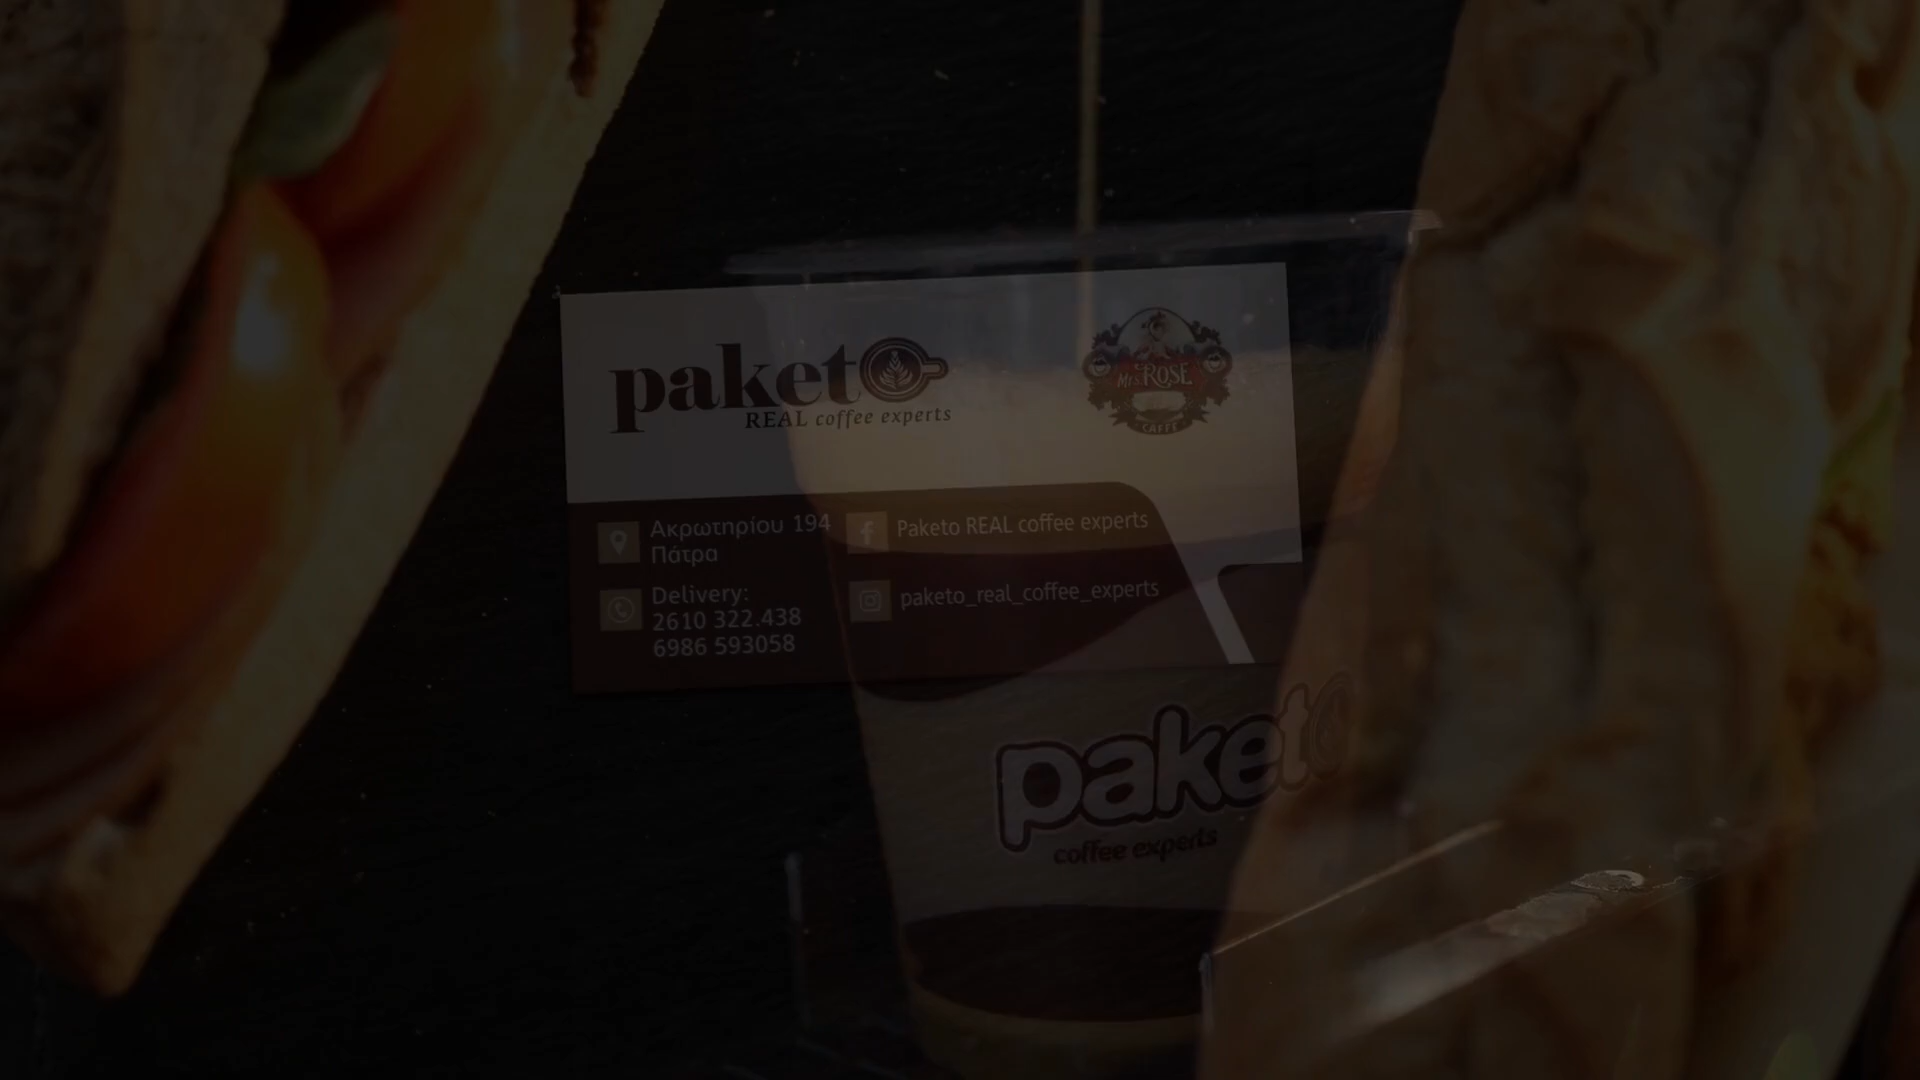 paketo
REAL coffee experts
Mrs. ROSE
CAFFE
Ακρωτηρίου 194
Πάτρα
Delivery:
2610 322.438
6986 593058
Paketo REAL coffee experts
paketo_real_coffee_experts
paketo
coffee experts